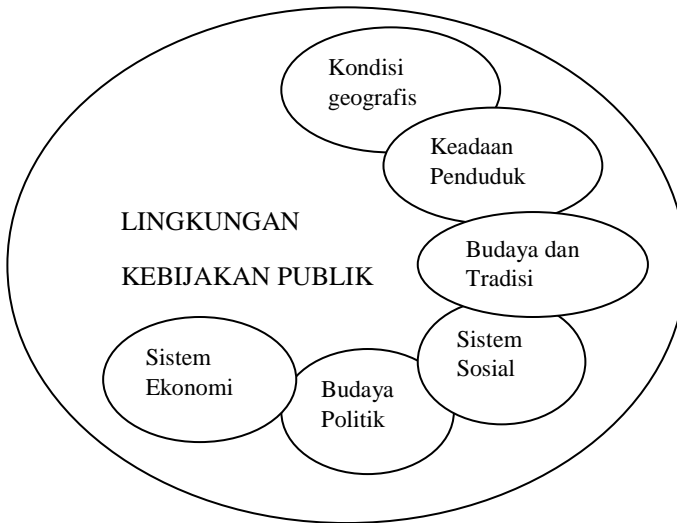 Kondisi
geografis
Keadaan
Penduduk
LINGKUNGAN
KEBIJAKAN PUBLIK
Budaya dan
Tradisi
Sistem
Sosial
Sistem
Ekonomi
Budaya
Politik